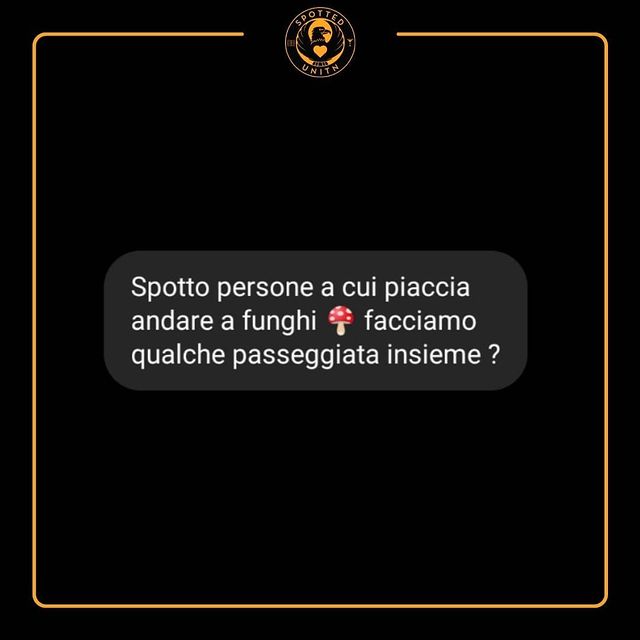 SPOTTED
UNITN
Spotto persone a cui piaccia
andare a funghi 🍄 facciamo
qualche passeggiata insieme ?